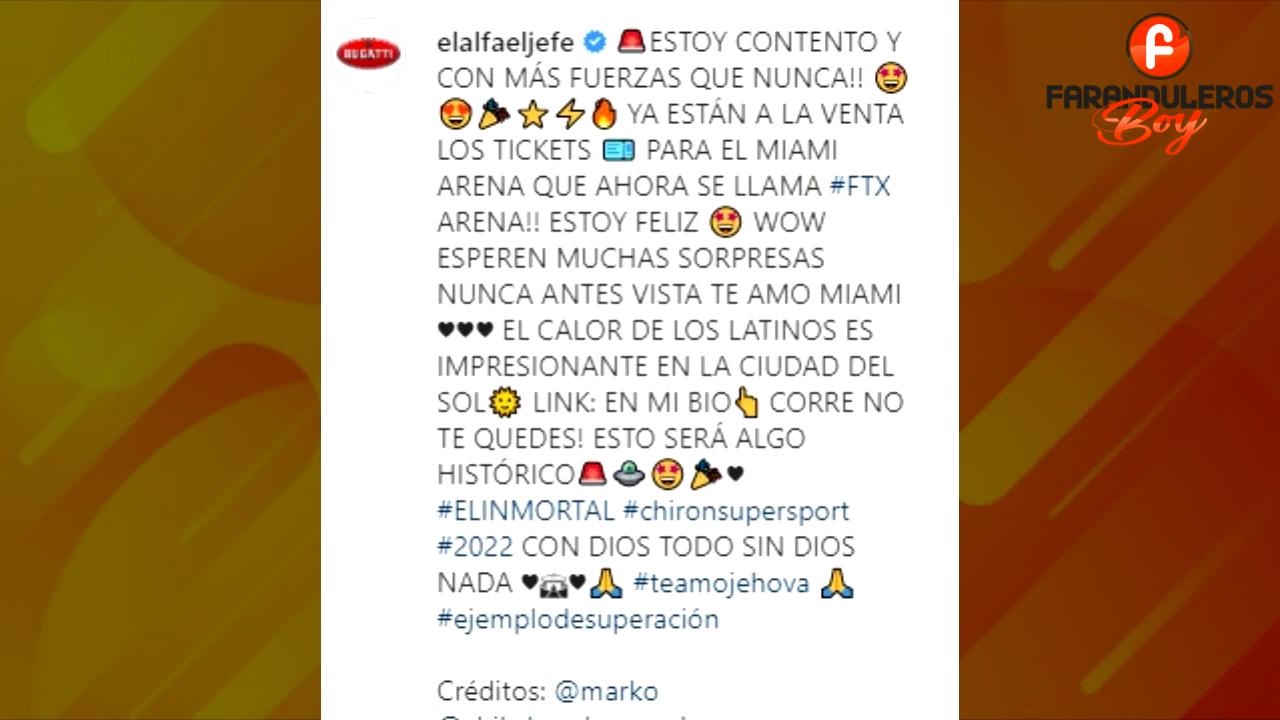 BUGATTI
elalfaeljefe 🚨ESTOY CONTENTO Y
CON MÁS FUERZAS QUE NUNCA!! 🤩
😍🎉⭐⚡🔥 YA ESTÁN A LA VENTA
LOS TICKETS 🎫 PARA EL MIAMI
ARENA QUE AHORA SE LLAMA #FTX
ARENA!! ESTOY FELIZ 🤩 WOW
ESPEREN MUCHAS SORPRESAS
NUNCA ANTES VISTA TE AMO MIAMI
♥♥♥ EL CALOR DE LOS LATINOS ES
IMPRESIONANTE EN LA CIUDAD DEL
SOL🌞 LINK: EN MI BIO👆 CORRE NO
TE QUEDES! ESTO SERÁ ALGO
HISTÓRICO🚨🛸🤩🎉♥
#ELINMORTAL #chironsupersport
#2022 CON DIOS TODO SIN DIOS
NADA ♥🕋♥🙏 #teamojehova 🙏
#ejemplodesuperación
Créditos: @marko
FARANDULEROS
Boy